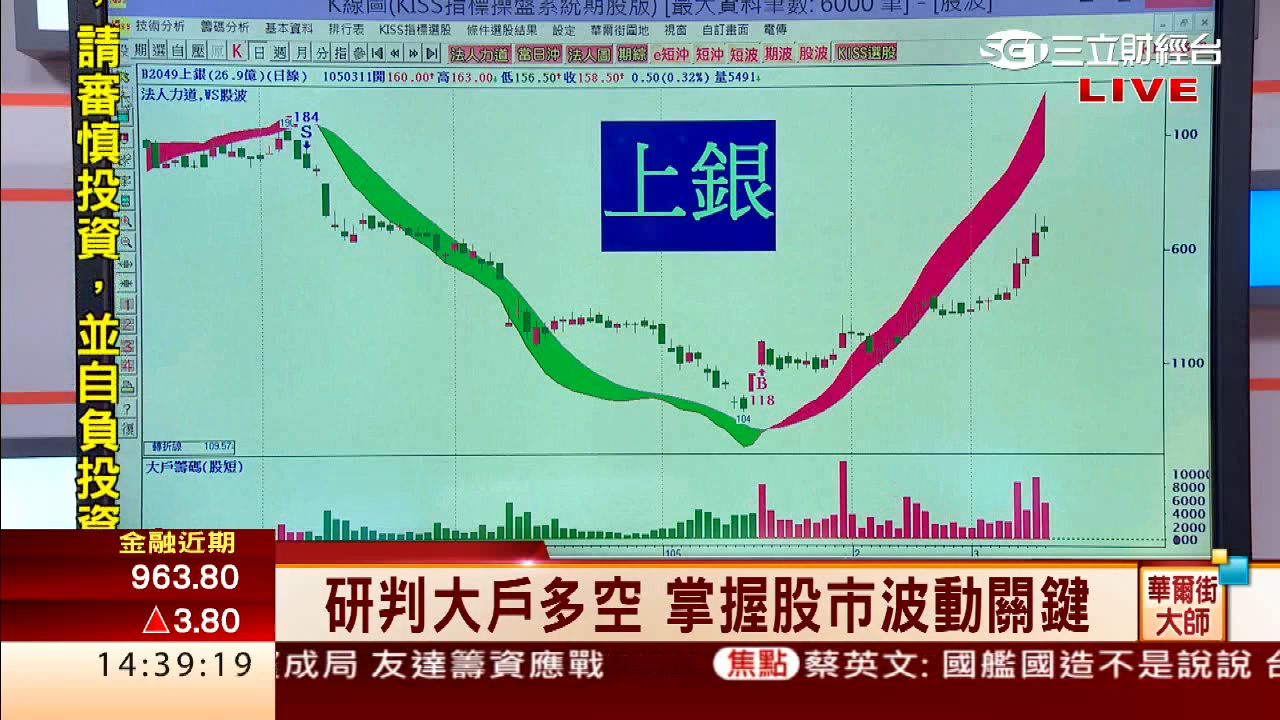 K線圖(KISS指標操盤系統期股版) [最大資料筆數: 6000 筆] - [股波]
技術分析 籌碼分析 基本資料 排行表 KISS指標選股 條件選股結果 設定 華爾街圍地 視窗 自訂畫面 電傳
期 選 自 壓 K 日 週 月 分 指 參 法人力道 當日沖 法人圖 期綜 e短沖 短沖 短波 期波 股波 KISS選股
B2049上銀(26.9億)(日線) 1050311開160.00↑高163.00↓低156.50↑收158.50↑ 0.50(0.32%) 量5491↓
法人力道,WS股波
三立財經台
LIVE
請審慎投資，並自負投資
190
184
S
上銀
100
600
1100
B
118
104
轉折線 109.57
大戶籌碼(股短)
10000
8000
6000
4000
2000
000
105
2
3
金融近期
963.80
△3.80
研判大戶多空 掌握股市波動關鍵
華爾街
大師
14:39:19
成局 友達籌資應戰 焦點 蔡英文: 國艦國造不是說說